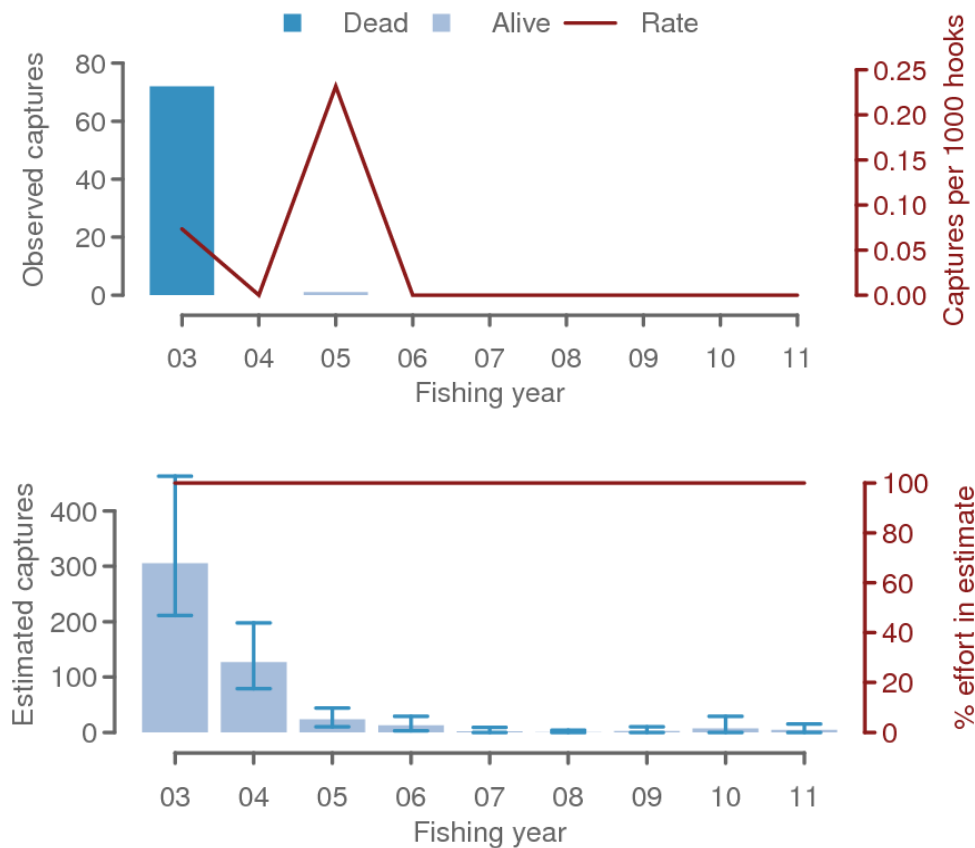 Dead Alive Rate
Observed captures
80
60
40
20
0
0.25
0.20
0.15
0.10
0.05
0.00
Captures per 1000 hooks
03 04 05 06 07 08 09 10 11
Fishing year
Estimated captures
400
300
200
100
0
100
80
60
40
20
0
% effort in estimate
03 04 05 06 07 08 09 10 11
Fishing year